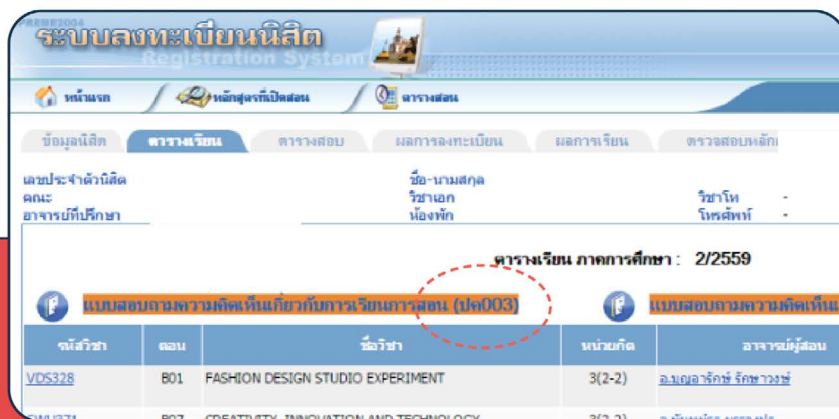 PREME2004
ระบบลงทะเบียนนิสิต
Registration System
หน้าแรก หลักสูตรที่เปิดสอน ตารางสอน
ข้อมูลนิสิต ตารางเรียน ตารางสอบ ผลการลงทะเบียน ผลการเรียน ตรวจสอบหลัก
เลขประจำตัวนิสิต ชื่อ-นามสกุล
คณะ วิชาเอก วิชาโท -
อาจารย์ที่ปรึกษา ห้องพัก โทรศัพท์ -
ตารางเรียน ภาคการศึกษา : 2/2559
แบบสอบถามความคิดเห็นเกี่ยวกับการเรียนการสอน (ปค003) แบบสอบถามความคิดเห็นเ
รหัสวิชา ตอน ชื่อวิชา หน่วยกิต อาจารย์ผู้สอน
VDS328 B01 FASHION DESIGN STUDIO EXPERIMENT 3(2-2) อ.บุญอารักษ์ รักษาวงษ์
SWU371 B07 CREATIVITY, INNOVATION AND TECHNOLOGY 3(2-2)